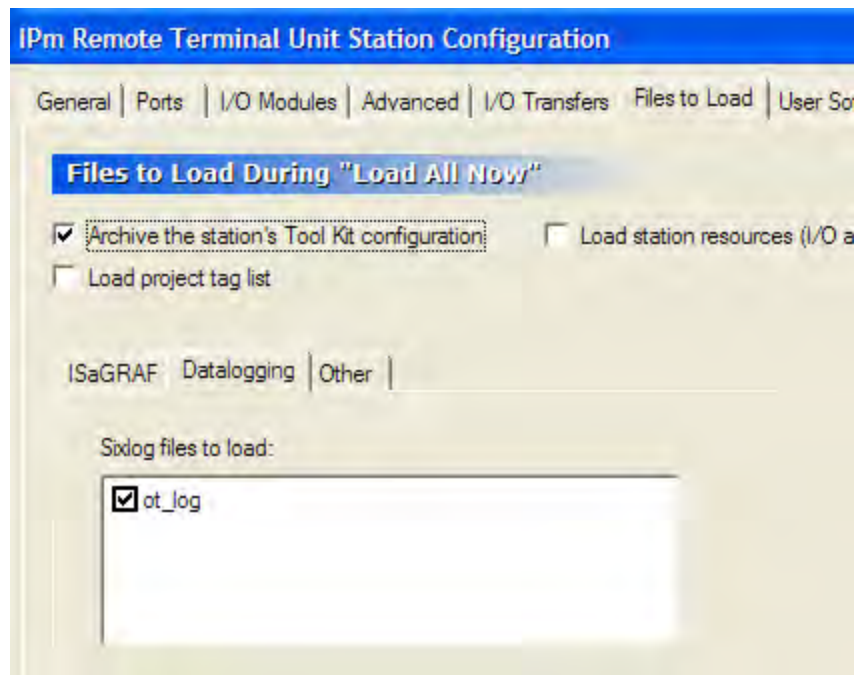 IPm Remote Terminal Unit Station Configuration
General Ports I/O Modules Advanced I/O Transfers Files to Load User So
Files to Load During "Load All Now"
Archive the station's Tool Kit configuration Load station resources (I/O a
Load project tag list
ISaGRAF Datalogging Other
Sixlog files to load:
ot_log